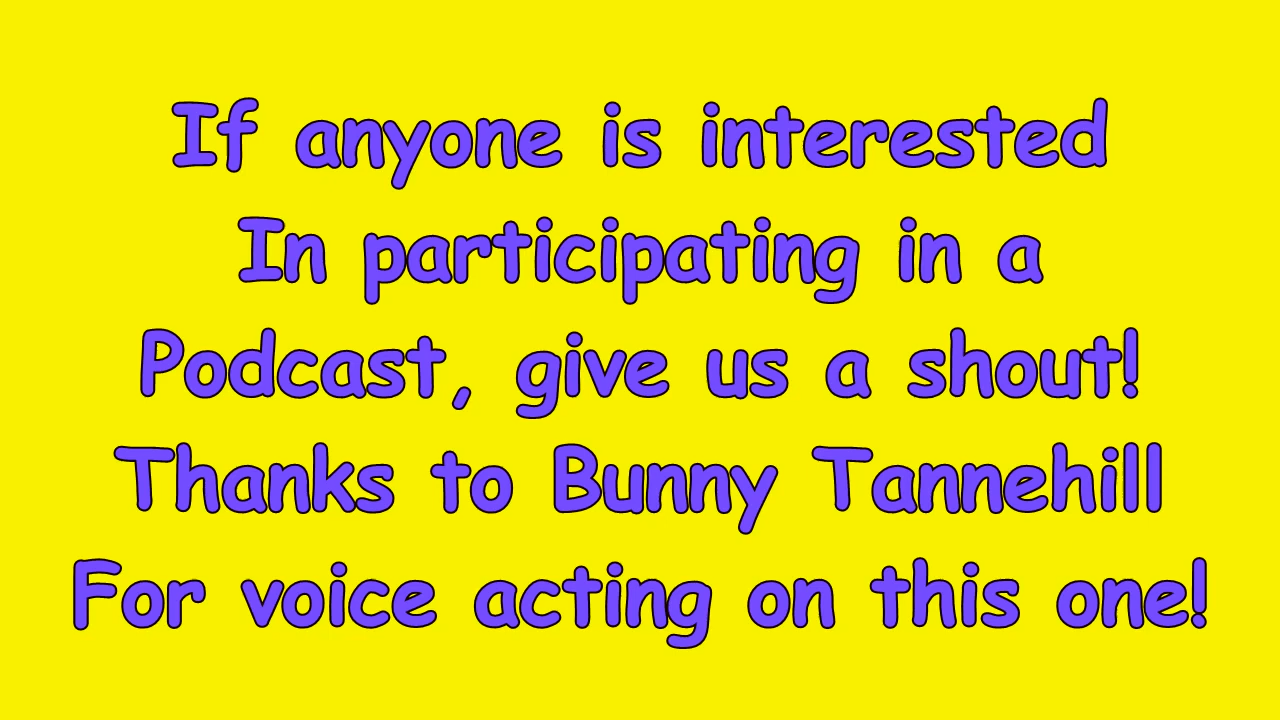 If anyone is interested
In participating in a
Podcast, give us a shout!
Thanks to Bunny Tannehill
For voice acting on this one!